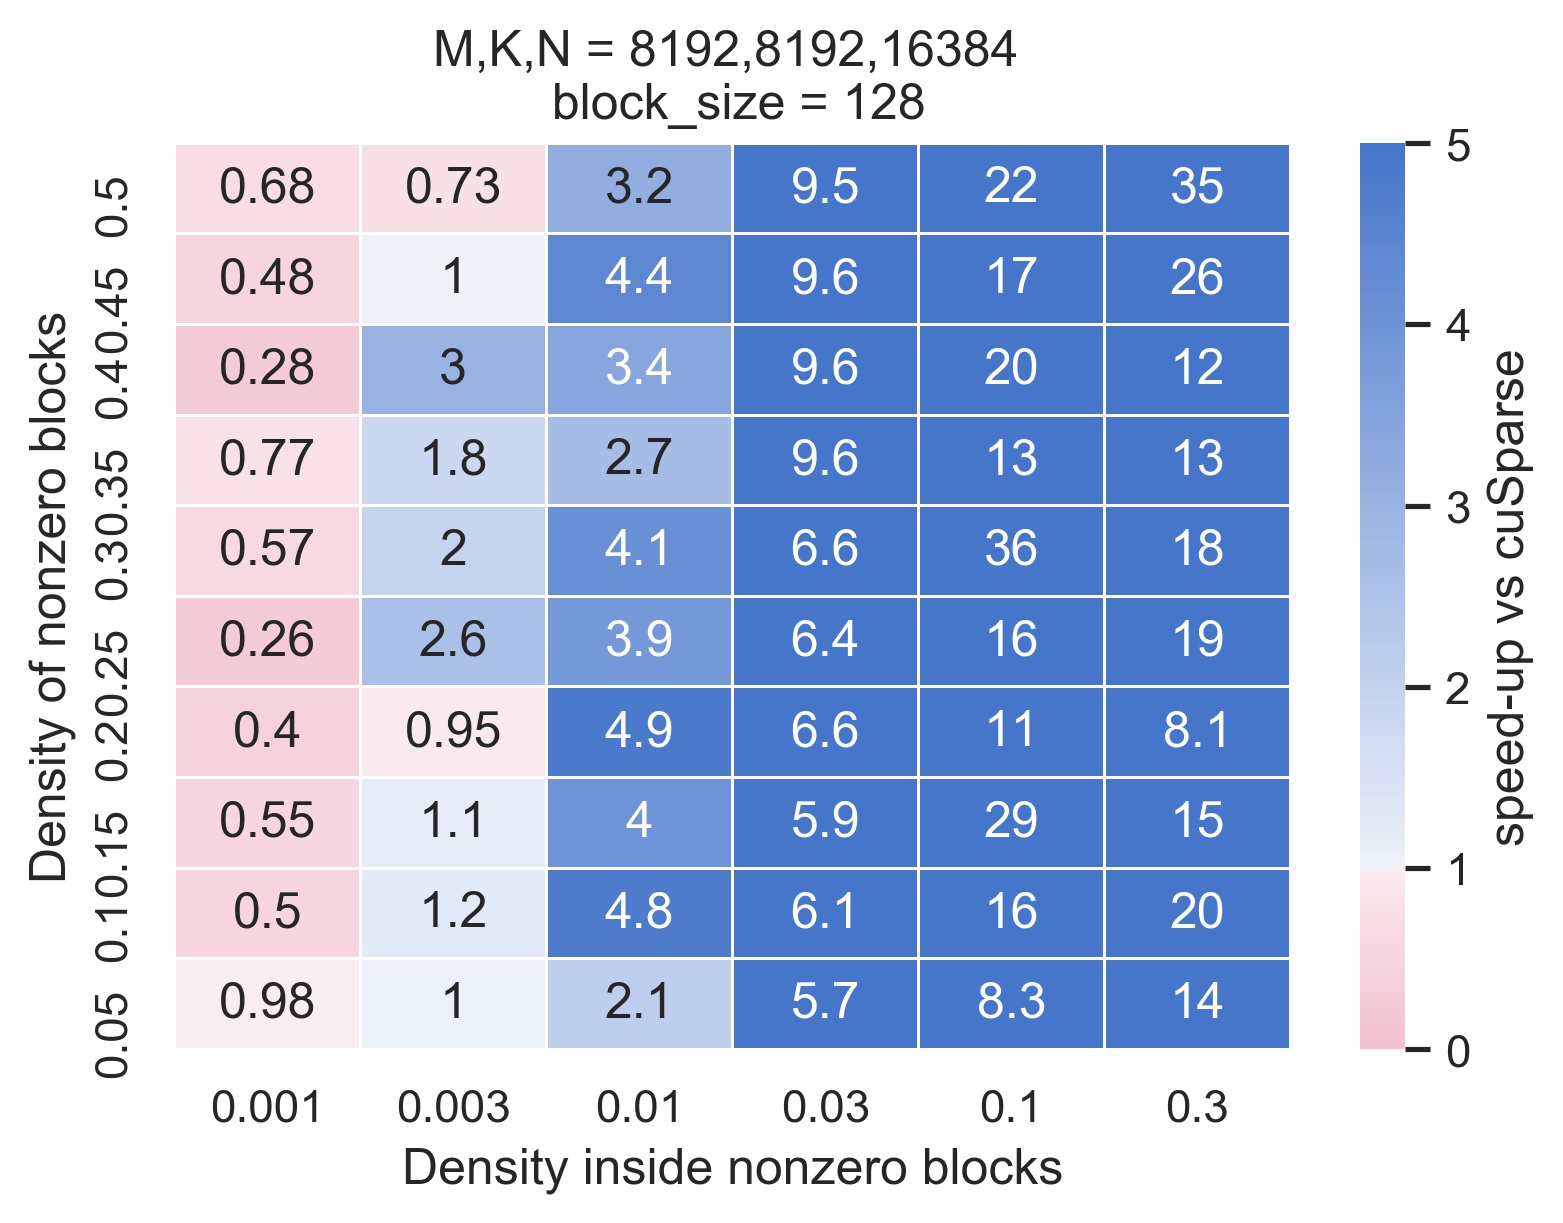 M,K,N = 8192,8192,16384
block_size = 128
Density of nonzero blocks
0.5 0.68 0.73 3.2 9.5 22 35
0.45 0.48 1 4.4 9.6 17 26
0.4 0.28 3 3.4 9.6 20 12
0.35 0.77 1.8 2.7 9.6 13 13
0.30 0.57 2 4.1 6.6 36 18
0.25 0.26 2.6 3.9 6.4 16 19
0.20 0.4 0.95 4.9 6.6 11 8.1
0.15 0.55 1.1 4 5.9 29 15
0.10 0.5 1.2 4.8 6.1 16 20
0.05 0.98 1 2.1 5.7 8.3 14
0.001 0.003 0.01 0.03 0.1 0.3
Density inside nonzero blocks
5
4
3
2
1
0
speed-up vs cuSparse